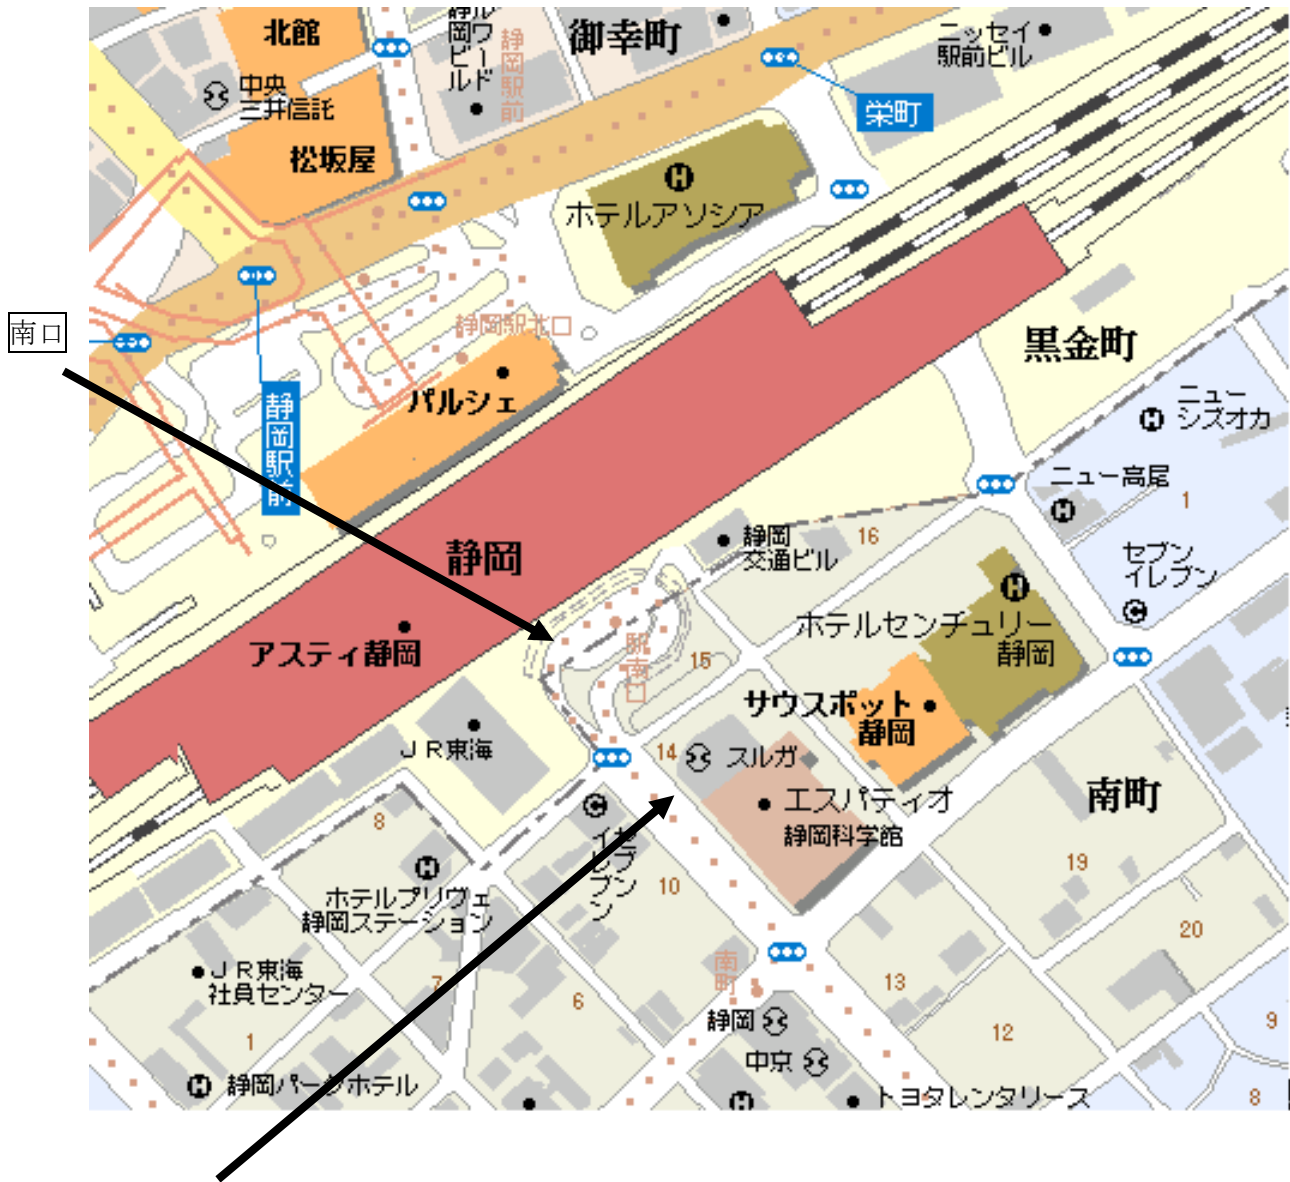 北館
静岡ビル
ルワールド
静岡駅前
御幸町
ニッセイ
駅前ビル
中央
三井信託
栄町
松坂屋
ホテルアソシア
静岡駅北口
南口
黒金町
パルシェ
静岡駅前
ニュー
シズオカ
ニュー高尾
1
静岡
静岡
交通ビル
16
セブン
イレブン
アスティ静岡
駅南口
15
ホテルセンチュリー
静岡
サウスポット
静岡
JR東海
14
スルガ
エスパティオ
静岡科学館
南町
8
セブン
イレブン
10
19
ホテルプリヴェ
静岡ステーション
20
JR東海
社員センター
7
6
南町
13
9
1
静岡
12
中京
静岡パークホテル
トヨタレンタリース
8